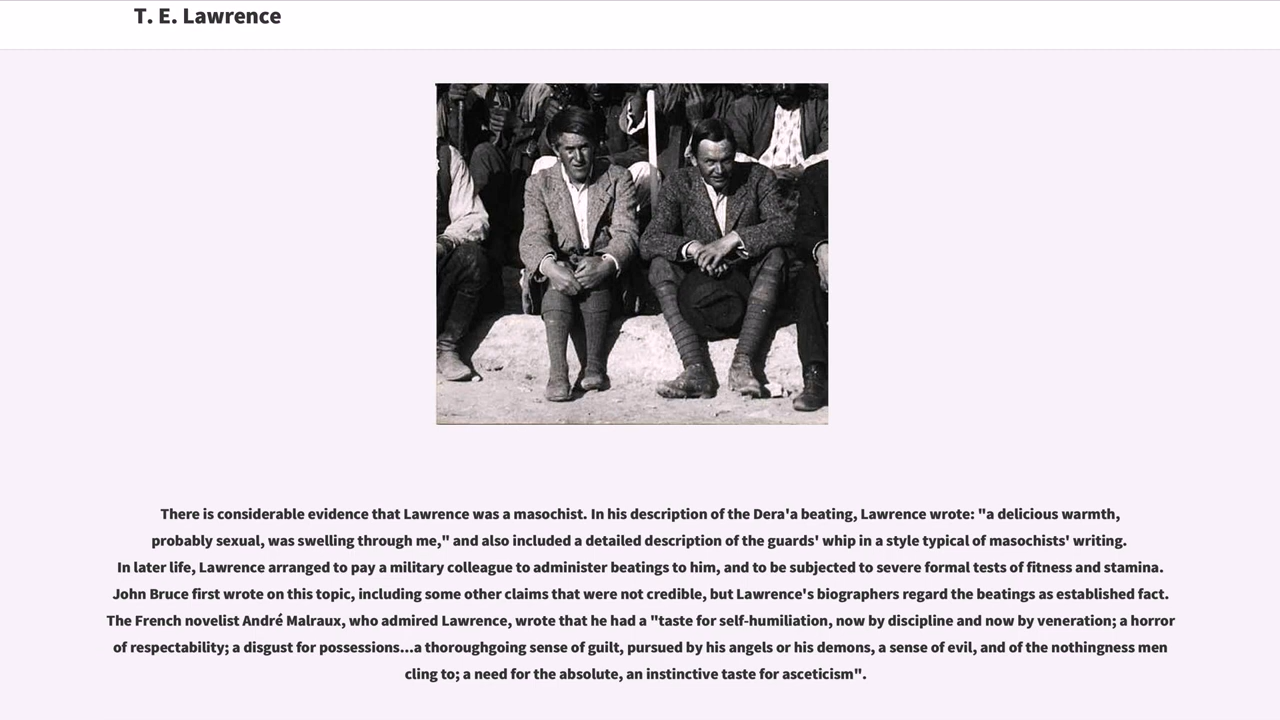 T. E. Lawrence
There is considerable evidence that Lawrence was a masochist. In his description of the Dera'a beating, Lawrence wrote: "a delicious warmth,
probably sexual, was swelling through me," and also included a detailed description of the guards' whip in a style typical of masochists' writing.
In later life, Lawrence arranged to pay a military colleague to administer beatings to him, and to be subjected to severe formal tests of fitness and stamina.
John Bruce first wrote on this topic, including some other claims that were not credible, but Lawrence's biographers regard the beatings as established fact.
The French novelist André Malraux, who admired Lawrence, wrote that he had a "taste for self-humiliation, now by discipline and now by veneration; a horror
of respectability; a disgust for possessions...a thoroughgoing sense of guilt, pursued by his angels or his demons, a sense of evil, and of the nothingness men
cling to; a need for the absolute, an instinctive taste for asceticism".